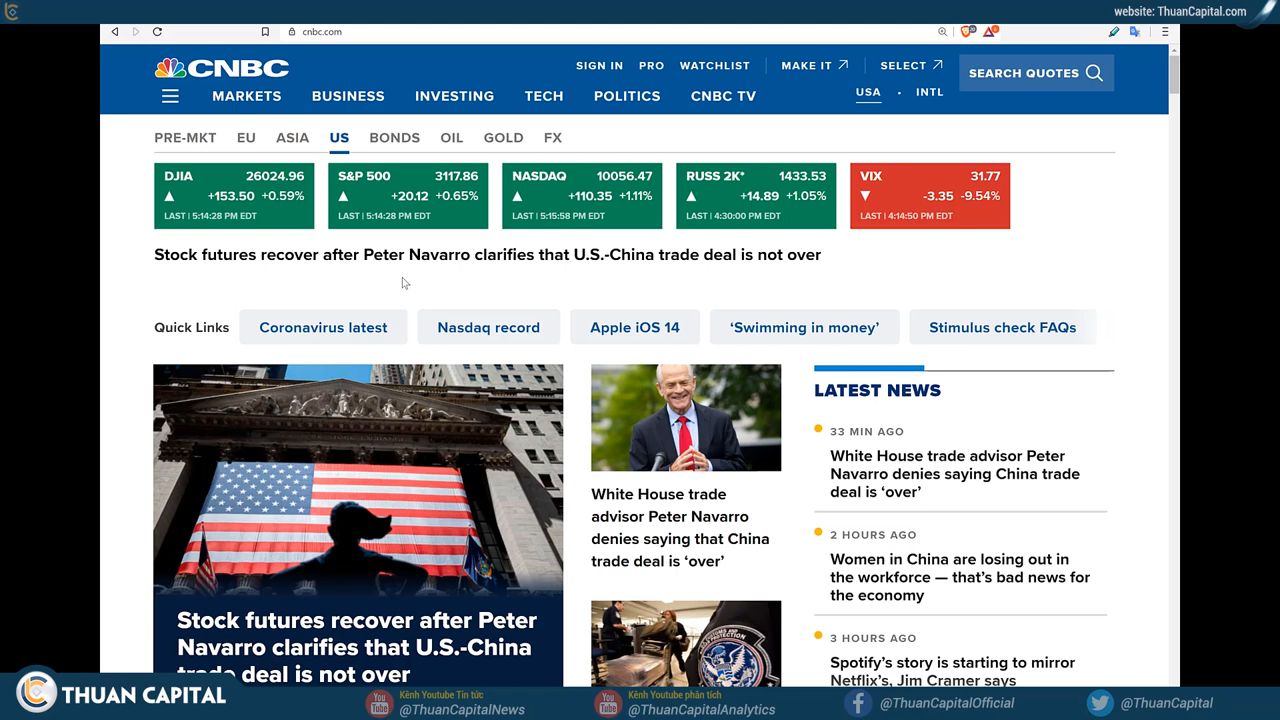 website: ThuanCapital.com
cnbc.com
CNBC
SIGN IN PRO WATCHLIST MAKE IT SELECT
SEARCH QUOTES
MARKETS BUSINESS INVESTING TECH POLITICS CNBC TV
USA • INTL
PRE-MKT EU ASIA US BONDS OIL GOLD FX
DJIA 26024.96
+153.50 +0.59%
LAST | 5:14:28 PM EDT
S&P 500 3117.86
+20.12 +0.65%
LAST | 5:14:28 PM EDT
NASDAQ 10056.47
+110.35 +1.11%
LAST | 5:15:58 PM EDT
RUSS 2K* 1433.53
+14.89 +1.05%
LAST | 4:30:00 PM EDT
VIX 31.77
-3.35 -9.54%
LAST | 4:14:50 PM EDT
Stock futures recover after Peter Navarro clarifies that U.S.-China trade deal is not over
Quick Links Coronavirus latest Nasdaq record Apple iOS 14 ‘Swimming in money’ Stimulus check FAQs
Stock futures recover after Peter
Navarro clarifies that U.S.-China
trade deal is not over
White House trade
advisor Peter Navarro
denies saying that China
trade deal is ‘over’
LATEST NEWS
33 MIN AGO
White House trade advisor Peter
Navarro denies saying China trade
deal is ‘over’
2 HOURS AGO
Women in China are losing out in
the workforce — that’s bad news for
the economy
3 HOURS AGO
Spotify’s story is starting to mirror
Netflix’s, Jim Cramer says
THUAN CAPITAL
Kênh Youtube Tin tức
@ThuanCapitalNews
Kênh Youtube phân tích
@ThuanCapitalAnalytics
@ThuanCapitalOfficial
@ThuanCapital